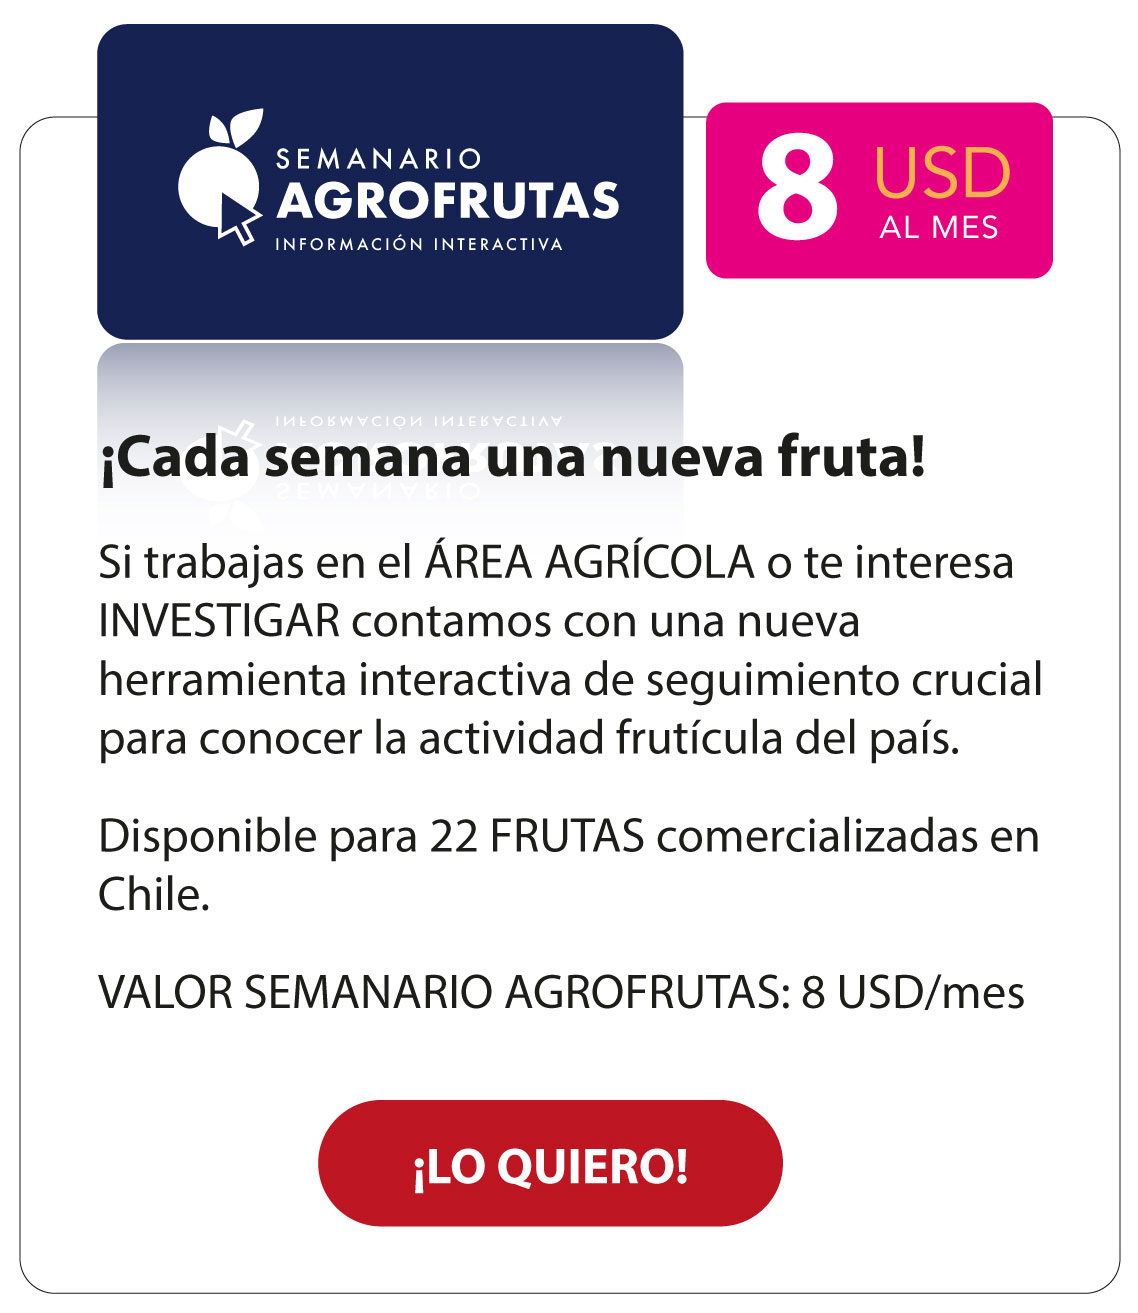 SEMANARIO
AGROFRUTAS
INFORMACIÓN INTERACTIVA
8 USD
AL MES
¡Cada semana una nueva fruta!
Si trabajas en el ÁREA AGRÍCOLA o te interesa
INVESTIGAR contamos con una nueva
herramienta interactiva de seguimiento crucial
para conocer la actividad frutícula del país.
Disponible para 22 FRUTAS comercializadas en
Chile.
VALOR SEMANARIO AGROFRUTAS: 8 USD/mes
¡LO QUIERO!